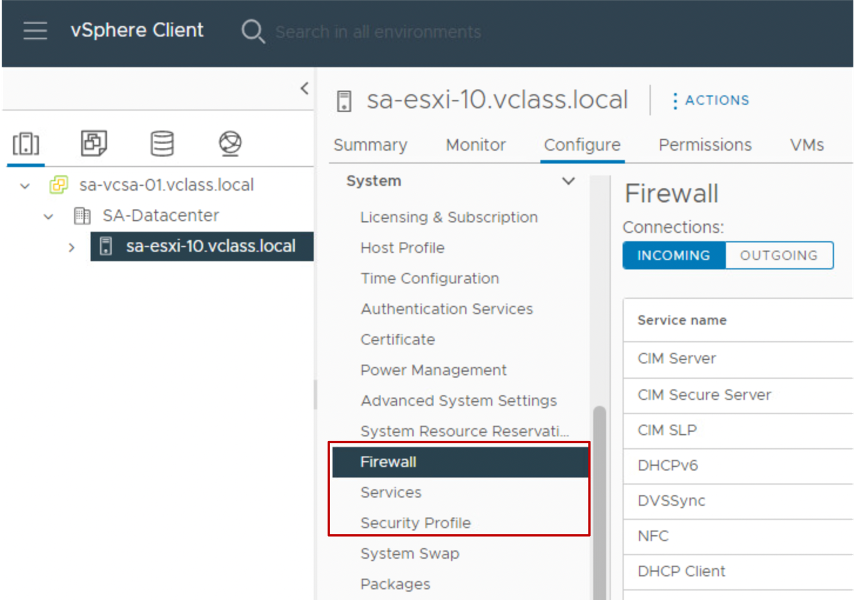 vSphere Client
Search in all environments
sa-vcsa-01.vclass.local
SA-Datacenter
sa-esxi-10.vclass.local
sa-esxi-10.vclass.local
ACTIONS
Summary Monitor Configure Permissions VMs
System
Licensing & Subscription
Host Profile
Time Configuration
Authentication Services
Certificate
Power Management
Advanced System Settings
System Resource Reservati...
Firewall
Services
Security Profile
System Swap
Packages
Firewall
Connections:
INCOMING OUTGOING
Service name
CIM Server
CIM Secure Server
CIM SLP
DHCPv6
DVSSync
NFC
DHCP Client